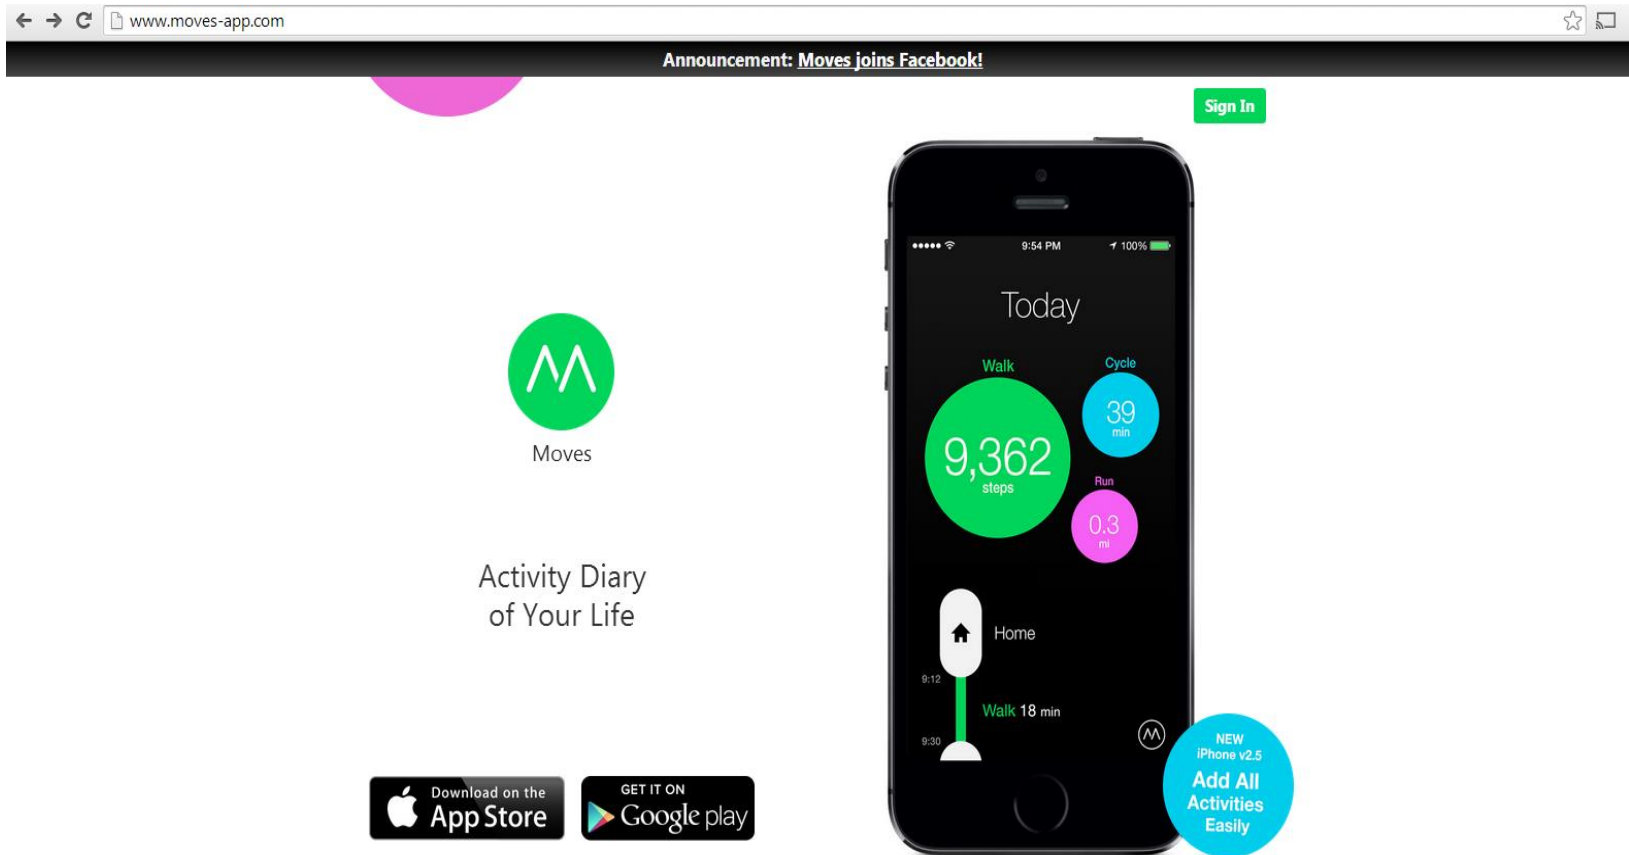 www.moves-app.com
Announcement: Moves joins Facebook!
Sign In
9:54 PM
100%
Today
Walk
9,362
steps
Cycle
39
min
Run
0.3
mi
Home
9:12
Walk 18 min
9:30
Moves
Activity Diary
of Your Life
Download on the
App Store
GET IT ON
Google play
NEW
iPhone v2.5
Add All
Activities
Easily